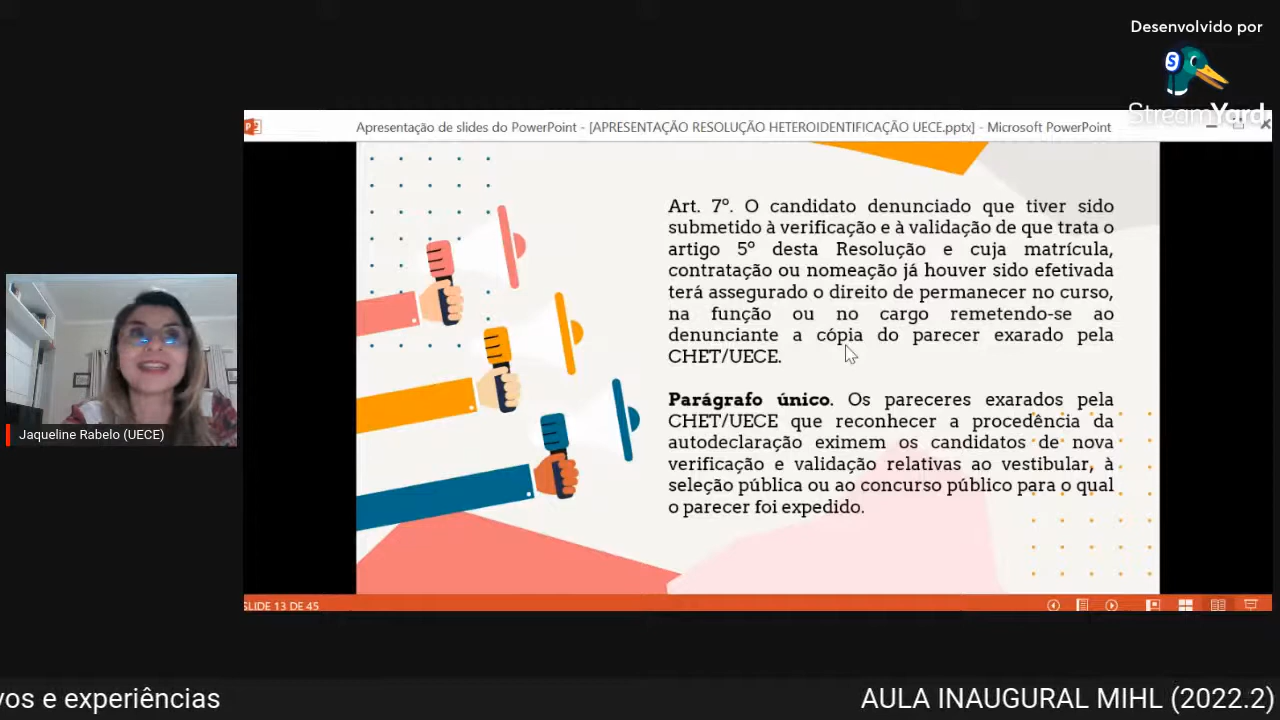 Desenvolvido por
StreamYard
Apresentação de slides do PowerPoint - [APRESENTAÇÃO RESOLUÇÃO HETEROIDENTIFICAÇÃO UECE.pptx] - Microsoft PowerPoint
Art. 7º. O candidato denunciado que tiver sido
submetido à verificação e à validação de que trata o
artigo 5º desta Resolução e cuja matrícula,
contratação ou nomeação já houver sido efetivada
terá assegurado o direito de permanecer no curso,
na função ou no cargo remetendo-se ao
denunciante a cópia do parecer exarado pela
CHET/UECE.
Parágrafo único. Os pareceres exarados pela
CHET/UECE que reconhecer a procedência da
autodeclaração eximem os candidatos de nova
verificação e validação relativas ao vestibular, à
seleção pública ou ao concurso público para o qual
o parecer foi expedido.
Jaqueline Rabelo (UECE)
SLIDE 13 DE 45
vos e experiências
AULA INAUGURAL MIHL (2022.2)